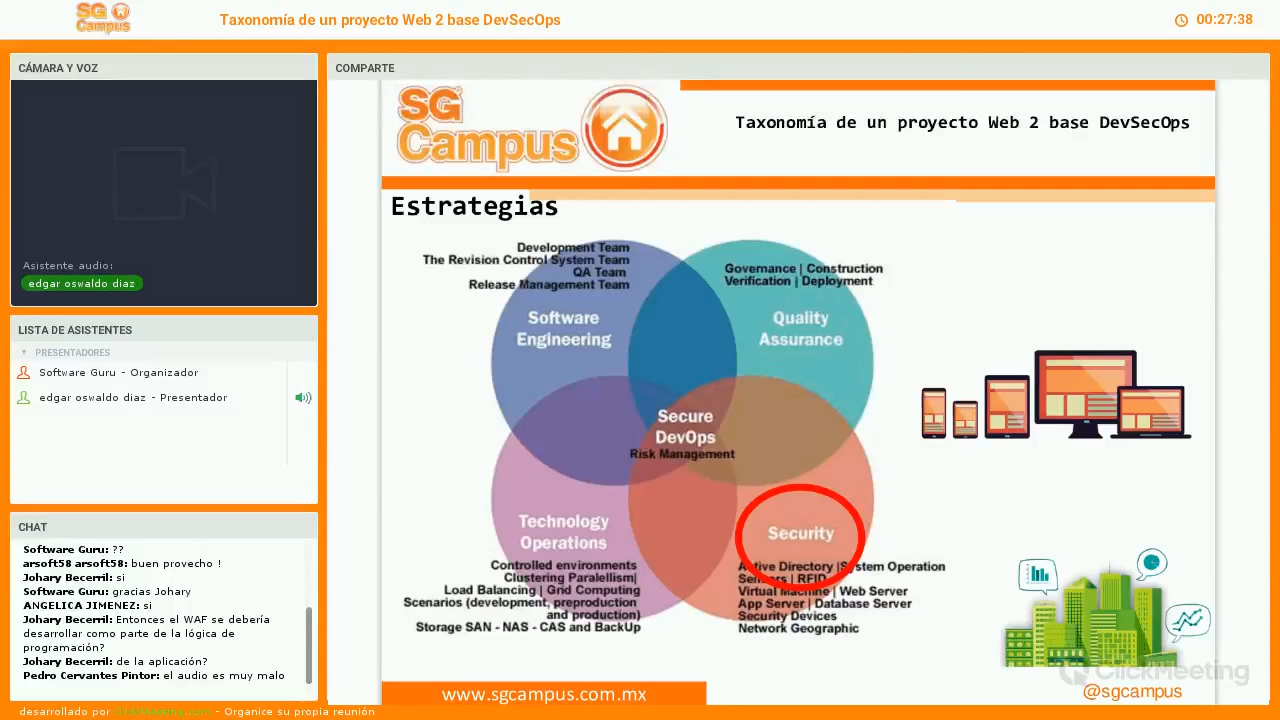 SG Campus
Taxonomía de un proyecto Web 2 base DevSecOps
00:27:38
CÁMARA Y VOZ
Asistente audio:
edgar oswaldo diaz
LISTA DE ASISTENTES
PRESENTADORES
Software Guru - Organizador
edgar oswaldo diaz - Presentador
CHAT
Software Guru: ??
arsoft58 arsoft58: buen provecho !
Johary Becerril: si
Software Guru: gracias Johary
ANGELICA JIMENEZ: si
Johary Becerril: Entonces el WAF se debería
desarrollar como parte de la lógica de
programación?
Johary Becerril: de la aplicación?
Pedro Cervantes Pintor: el audio es muy malo
COMPARTE
SG
Campus
Taxonomía de un proyecto Web 2 base DevSecOps
Estrategias
Development Team
The Revision Control System Team
QA Team
Release Management Team
Software
Engineering
Governance | Construction
Verification | Deployment
Quality
Assurance
Secure
DevOps
Risk Management
Technology
Operations
Controlled environments
Clustering Paralellism|
Load Balancing | Grid Computing
Scenarios (development, preproduction
and production)
Storage SAN - NAS - CAS and BackUp
Security
Active Directory |System Operation
Sensors | RFID
Virtual Machine | Web Server
App Server | Database Server
Security Devices
Network Geographic
ClickMeeting
www.sgcampus.com.mx
@sgcampus
desarrollado por clickmeeting.com - Organice su propia reunión